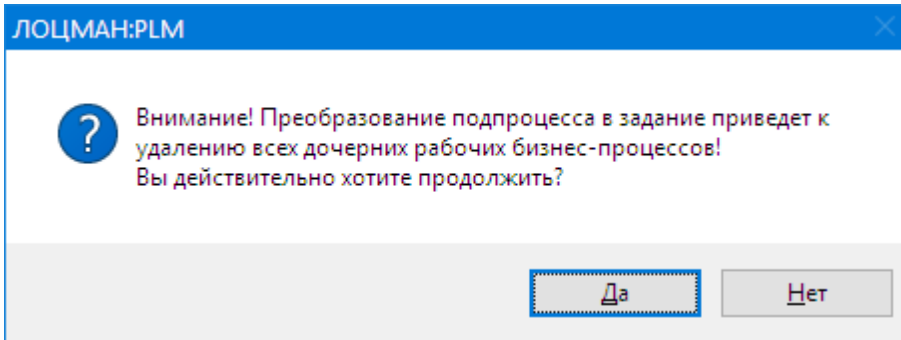 ЛОЦМАН:PLM
Внимание! Преобразование подпроцесса в задание приведет к
удалению всех дочерних рабочих бизнес-процессов!
Вы действительно хотите продолжить?
Да
Нет